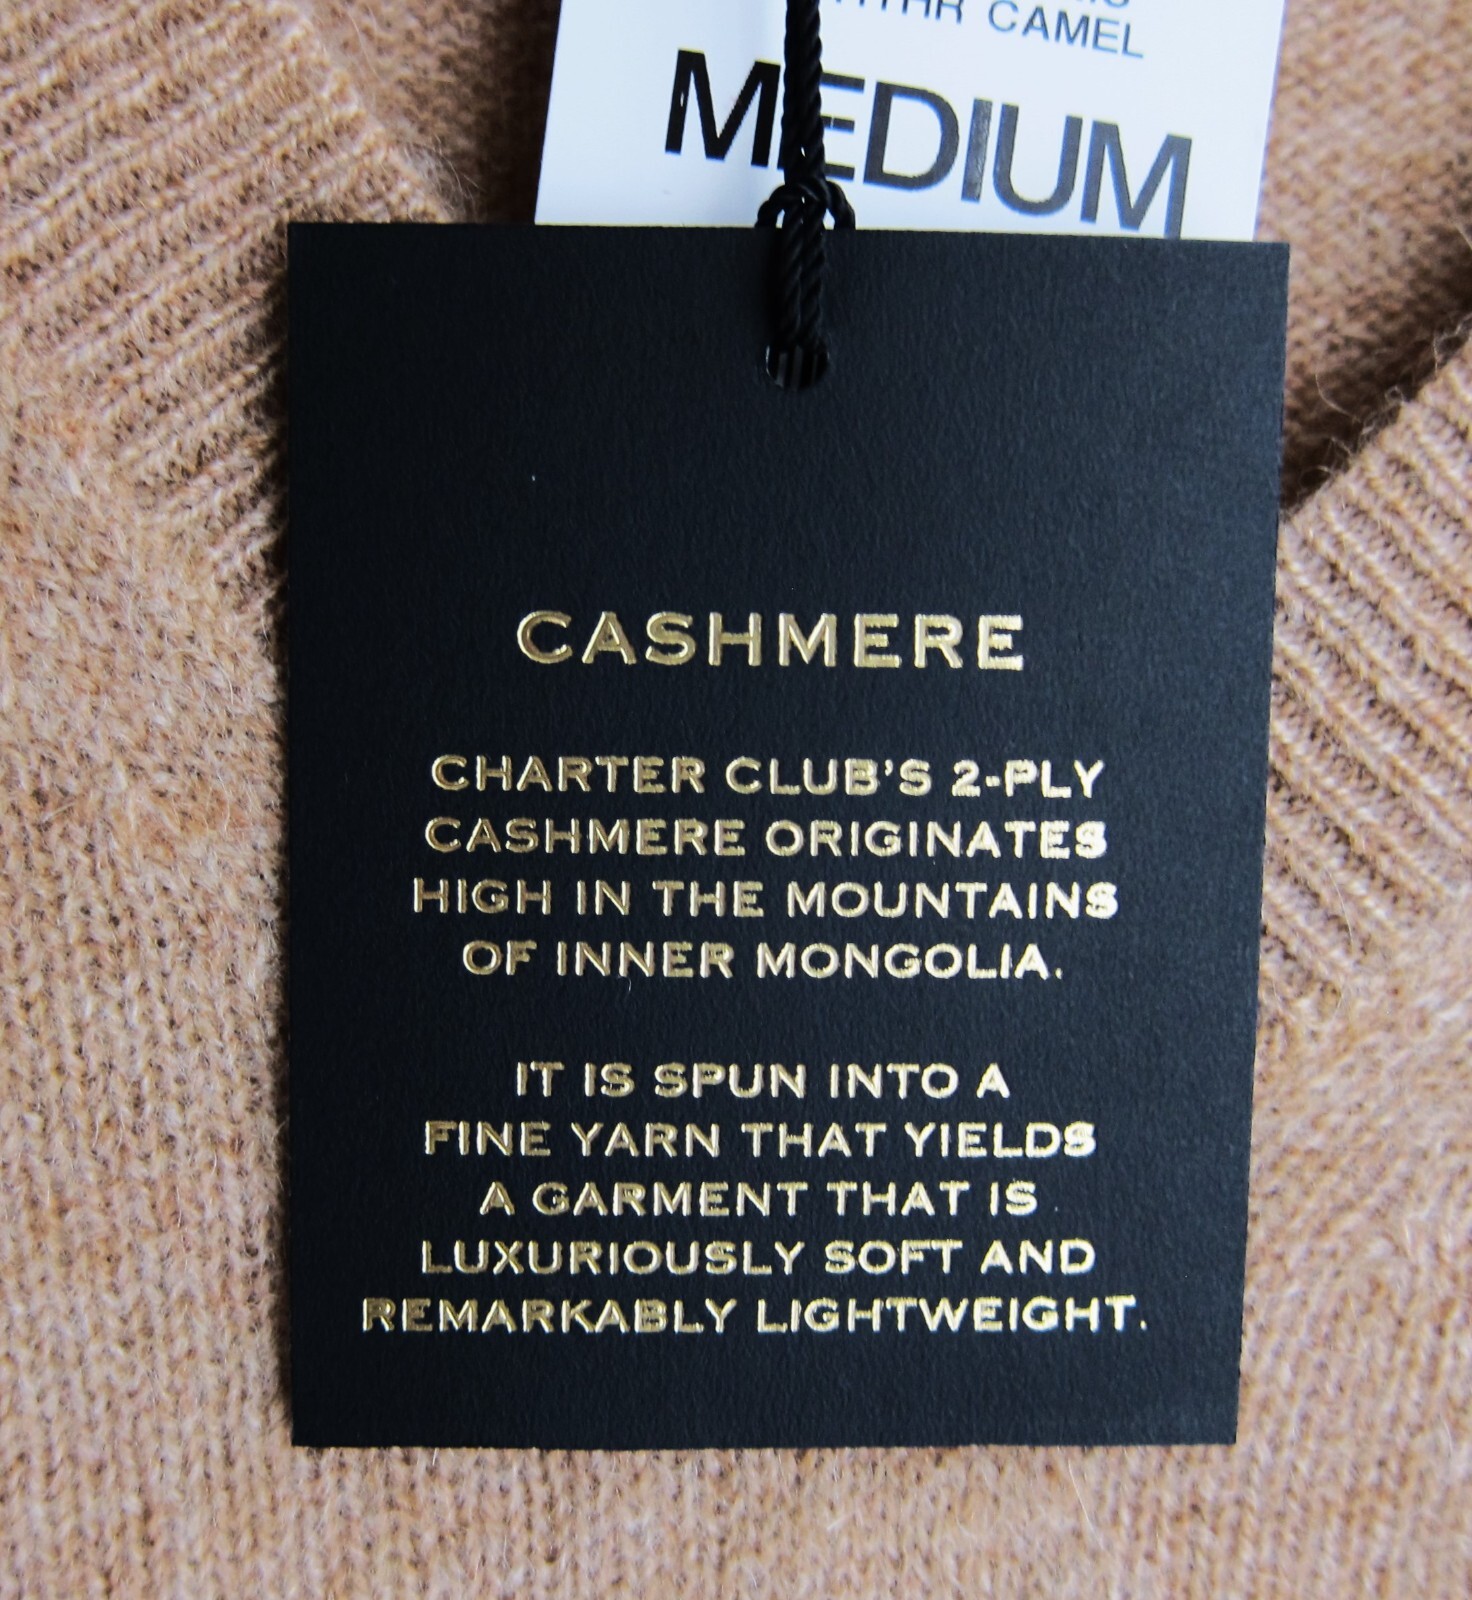 CAMEL
MEDIUM
CASHMERE
CHARTER CLUB'S 2-PLY
CASHMERE ORIGINATES
HIGH IN THE MOUNTAINS
OF INNER MONGOLIA.
IT IS SPUN INTO A
FINE YARN THAT YIELDS
A GARMENT THAT IS
LUXURIOUSLY SOFT AND
REMARKABLY LIGHTWEIGHT.